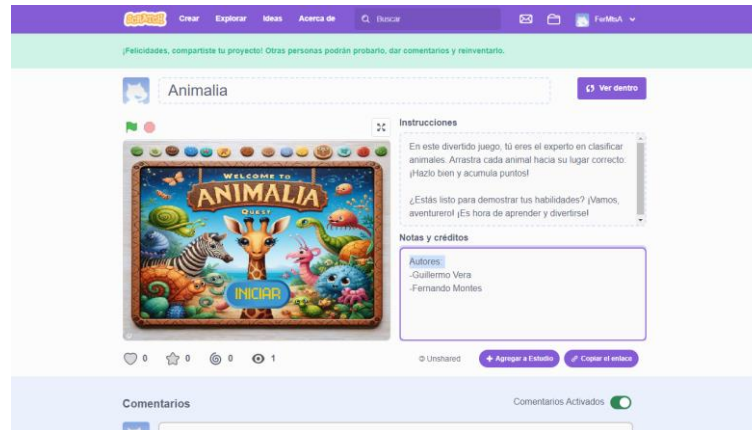 SCRATCH Crear Explorar Ideas Acerca de Buscar FerMtsA
¡Felicidades, compartiste tu proyecto! Otras personas podrán probarlo, dar comentarios y reinventarlo.
Animalia
Ver dentro
Instrucciones
En este divertido juego, tú eres el experto en clasificar
animales. Arrastra cada animal hacia su lugar correcto:
¡Hazlo bien y acumula
puntos!
¿Estás listo para demostrar tus habilidades? ¡Vamos,
aventurero! ¡Es hora de aprender y divertirse!
WELCOME TO
ANIMALIA
QUEST
INICIAR
Notas y créditos
Autores:
-Guillermo Vera
-Fernando Montes
0 0 0 1
Unshared
Agregar a Estudio
Copiar el enlace
Comentarios
Comentarios Activados